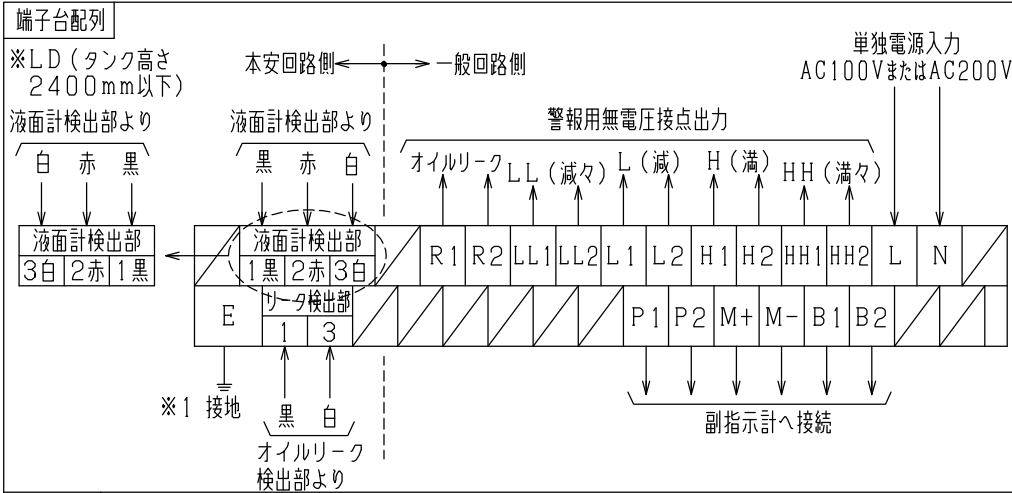 端子台配列
※LD(タンク高さ
2400mm以下)
液面計検出部より
白 赤 黒
液面計検出部
3白 2赤 1黒
本安回路側 一般回路側
液面計検出部より
黒 赤 白
警報用無電圧接点出力
オイルリーク LL(減々) L(減) H(満) HH(満々)
単独電源入力
AC100VまたはAC200V
液面計検出部
1黒 2赤 3白
R1 R2 LL1 LL2 L1 L2 H1 H2 HH1 HH2 L N
E
リーク検出部
1 3
P1 P2 M+ M- B1 B2
※1 接地
黒 白
オイルリーク
検出部より
副指示計へ接続